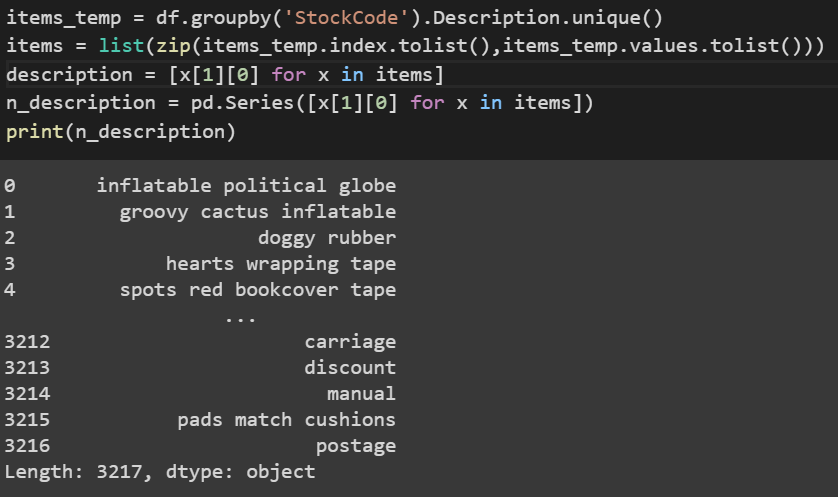 items_temp = df.groupby('StockCode').Description.unique()
items = list(zip(items_temp.index.tolist(),items_temp.values.tolist()))
description = [x[1][0] for x in items]
n_description = pd.Series([x[1][0] for x in items])
print(n_description)
0 inflatable political globe
1 groovy cactus inflatable
2 doggy rubber
3 hearts wrapping tape
4 spots red bookcover tape
...
3212 carriage
3213 discount
3214 manual
3215 pads match cushions
3216 postage
Length: 3217, dtype: object